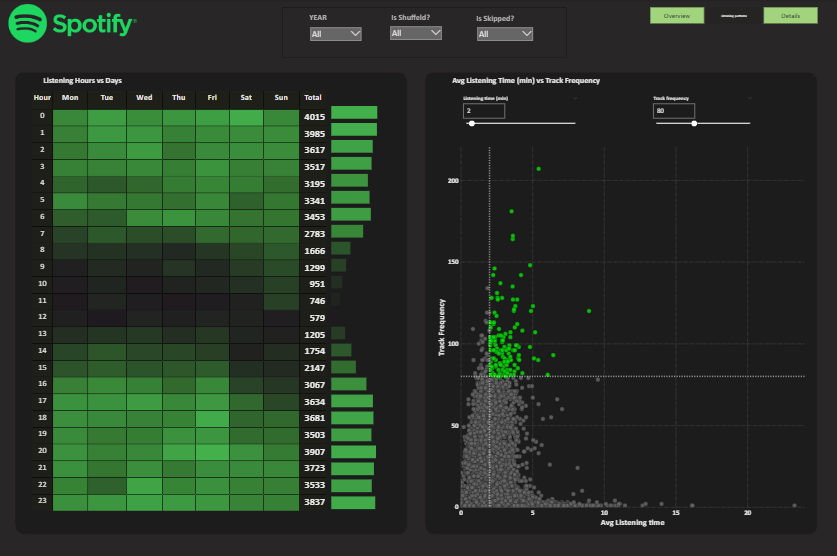 Spotify
YEAR
All
Is Shufleld?
All
Is Skipped?
All
Overview
Details
Listening Hours vs Days
Hour Mon Tue Wed Thu Fri Sat Sun Total
0 4015
1 3985
2 3617
3 3517
4 3195
5 3341
6 3453
7 2783
8 1666
9 1299
10 951
11 746
12 579
13 1205
14 1754
15 2147
16 3067
17 3634
18 3681
19 3503
20 3907
21 3723
22 3533
23 3837
Avg Listening Time (min) vs Track Frequency
Listening time (min)
2
Track frequency
80
Track Frequency
200
150
100
50
0
0 5 10 15 20
Avg Listening time